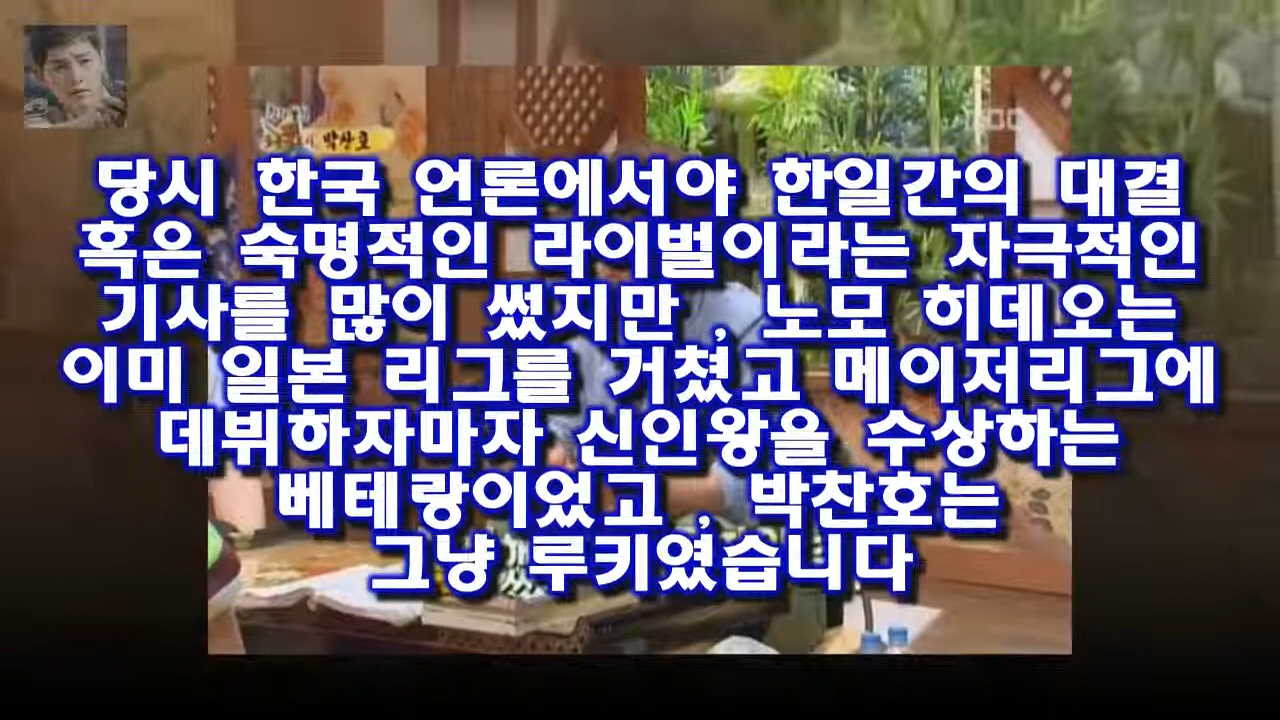 박찬호
MBC
당시 한국 언론에서야 한일간의 대결
혹은 숙명적인 라이벌이라는 자극적인
기사를 많이 썼지만 , 노모 히데오는
이미 일본 리그를 거쳤고 메이저리그에
데뷔하자마자 신인왕을 수상하는
베테랑이었고 , 박찬호는
그냥 루키였습니다